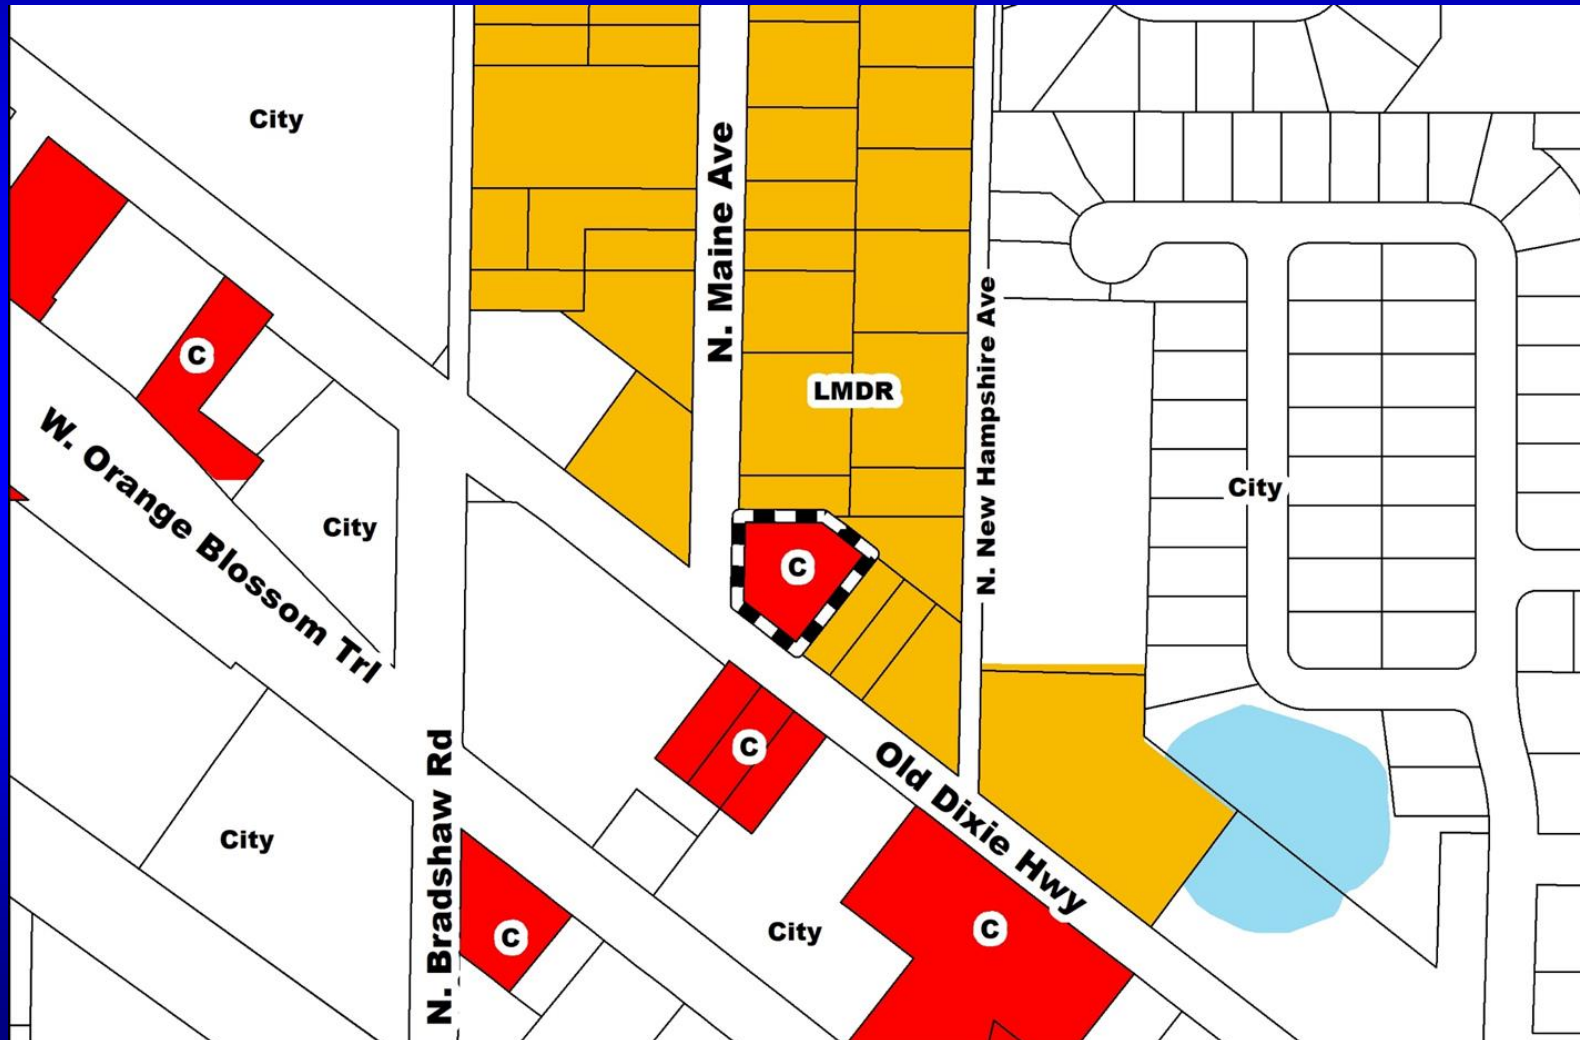 City
N. Maine Ave
N. New Hampshire Ave
C
LMDR
W. Orange Blossom Trl
City
City
C
C
Old Dixie Hwy
N. Bradshaw Rd
City
C
City
C